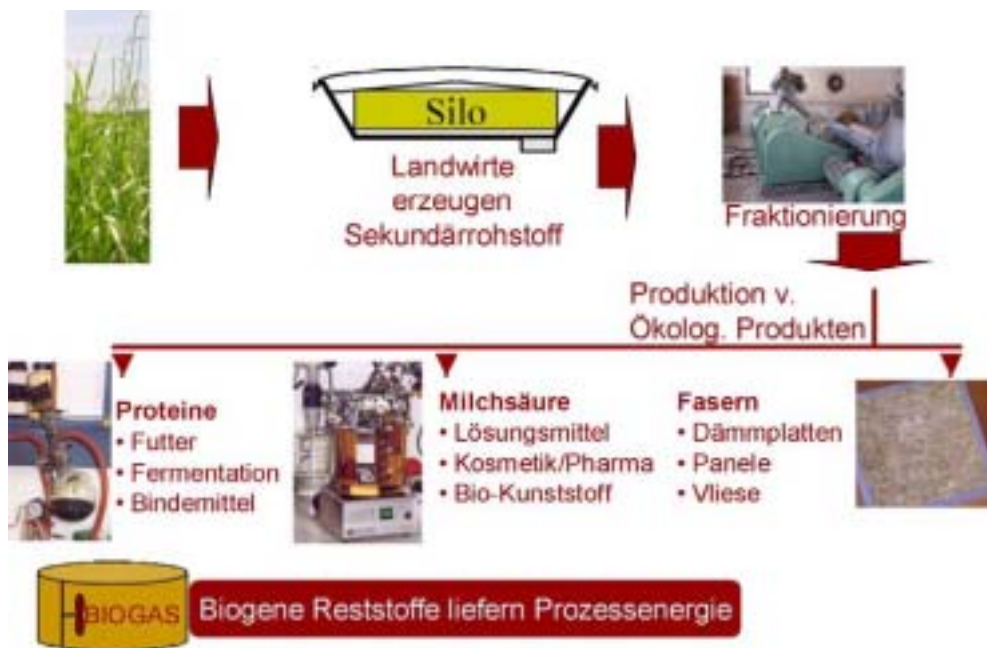 Silo
Landwirte
erzeugen
Sekundärrohstoff
Fraktionierung
Produktion v.
Ökolog. Produkten
Proteine
• Futter
• Fermentation
• Bindemittel
Milchsäure
• Lösungsmittel
• Kosmetik/Pharma
• Bio-Kunststoff
Fasern
• Dämmplatten
• Panele
• Vliese
BIOGAS
Biogene Reststoffe liefern Prozessenergie